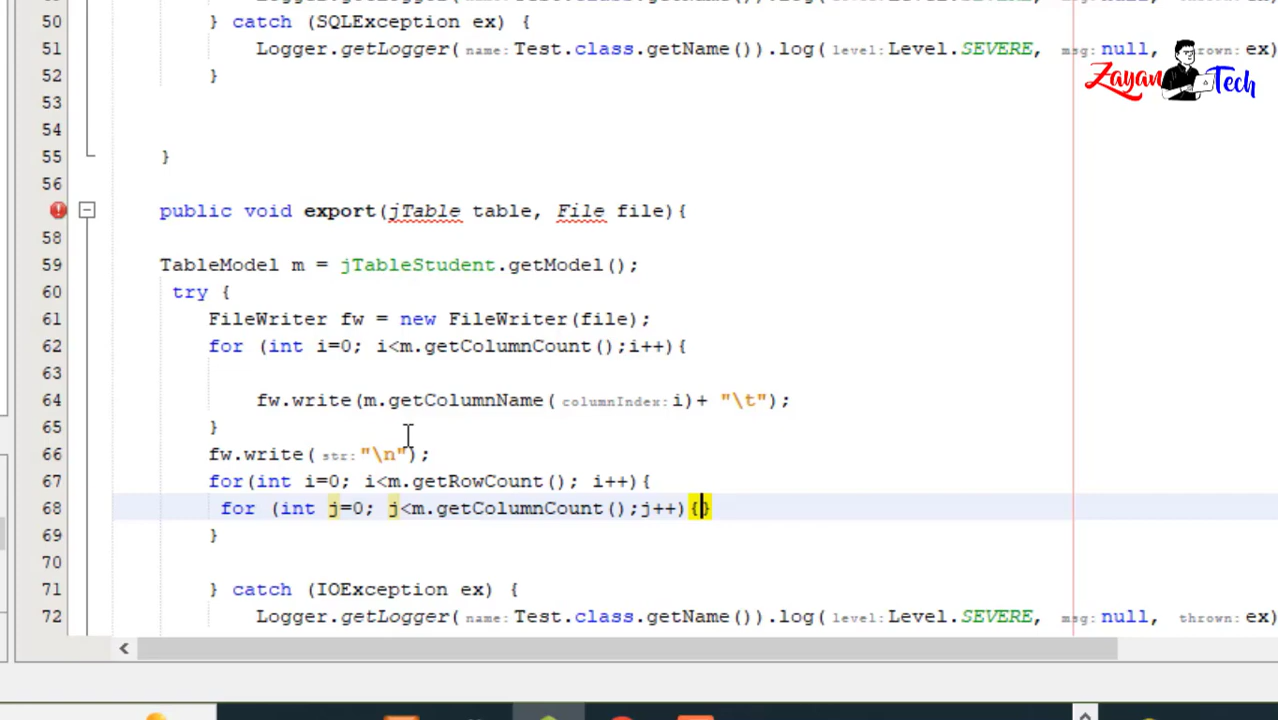 50 } catch (SQLException ex) {
51 Logger.getLogger(name:Test.class.getName()).log(level:Level.SEVERE, msg:null, thrown:ex)
52 }
53
54
55 }
56
public void export(jTable table, File file){
58
59 TableModel m = jTableStudent.getModel();
60 try {
61 FileWriter fw = new FileWriter(file);
62 for (int i=0; i<m.getColumnCount();i++){
63
64 fw.write(m.getColumnName(columnIndex:i)+ "\t");
65 }
66 fw.write(str:"\n");
67 for(int i=0; i<m.getRowCount(); i++){
68 for (int j=0; j<m.getColumnCount();j++){}
69 }
70
71 } catch (IOException ex) {
72 Logger.getLogger(name:Test.class.getName()).log(level:Level.SEVERE, msg:null, thrown:ex)
Zayan Tech